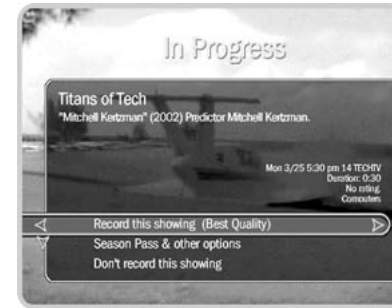 In Progress
Titans of Tech
"Mitchell Kertzman" (2002) Predictor Mitchell Kertzman.
Mon 3/25 5:30 pm 14 TECHTV
Duration: 0:30
No rating.
Computers
Record this showing (Best Quality)
Season Pass & other options
Don't record this showing